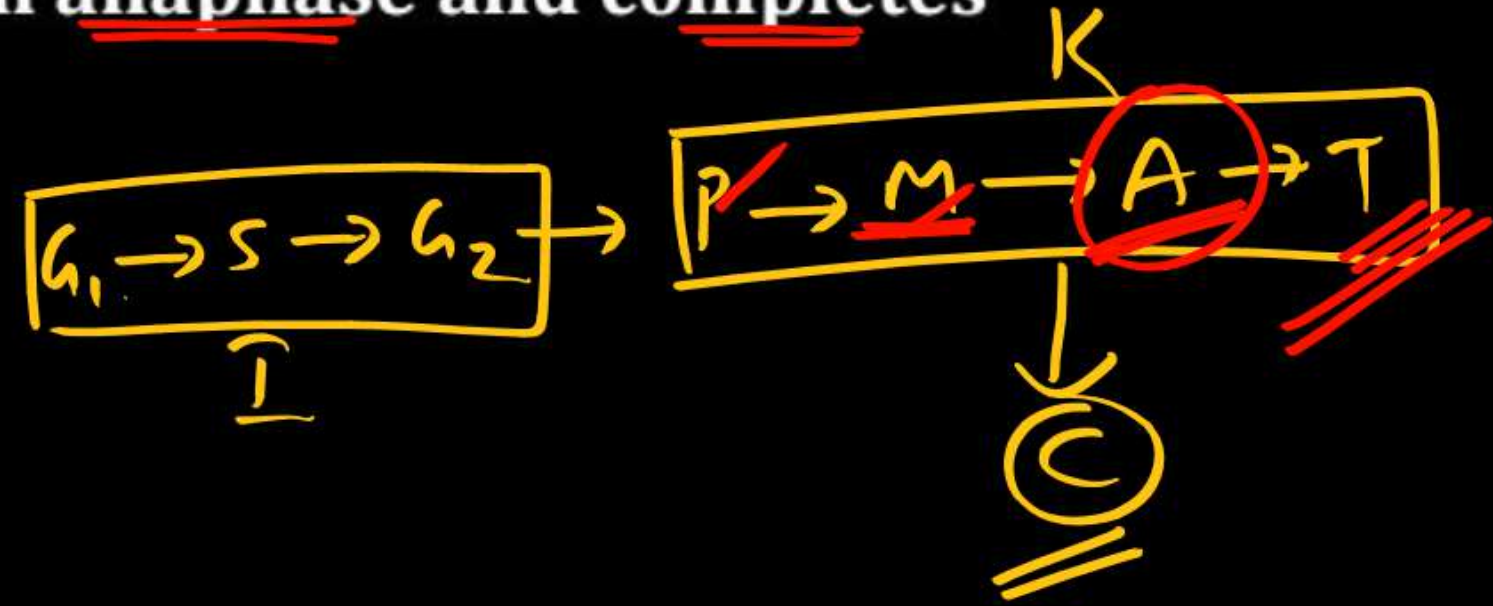 anaphase and completes
K
G₁ → S → G₂ → P → M → A → T
I
C